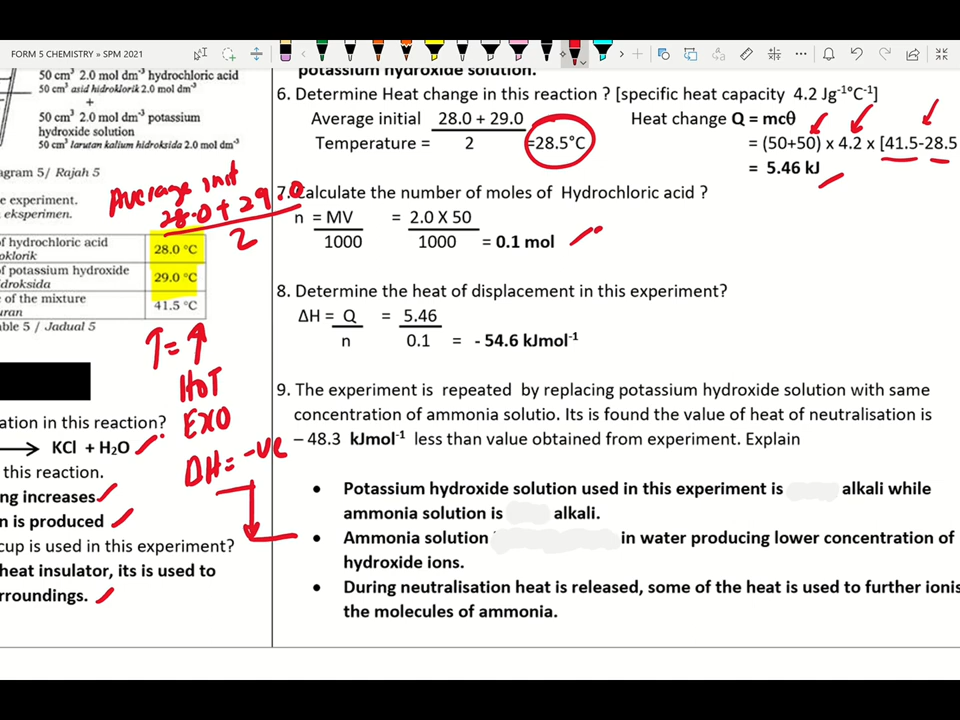 FORM 5 CHEMISTRY » SPM 2021
50 cm³ 2.0 mol dm⁻³ hydrochloric acid
50 cm³ asid hidroklorik 2.0 mol dm⁻³
+
50 cm³ 2.0 mol dm⁻³ potassium
hydroxide solution
50 cm³ larutan kalium hidroksida 2.0 mol dm⁻³
agram 5/ Rajah 5
e experiment.
eksperimen.
of hydrochloric acid
oklorik
28.0 °C
of potassium hydroxide
droksida
29.0 °C
of the mixture
uran
41.5 °C
ble 5 / Jadual 5
Average init
28.0 + 29.0
2
T = ↑
HOT
EXO
ΔH = -ve
ation in this reaction?
→ KCl + H₂O
this reaction.
ng increases
n is produced
cup is used in this experiment?
heat insulator, its is used to
rroundings.
potassium hydroxide solution.
6. Determine Heat change in this reaction ? [specific heat capacity 4.2 Jg⁻¹°C⁻¹]
Average initial 28.0 + 29.0
Temperature = 2 =28.5°C
Heat change Q = mcθ
= (50+50) x 4.2 x [41.5-28.5
= 5.46 kJ
7. Calculate the number of moles of Hydrochloric acid ?
n = MV = 2.0 X 50
1000 1000 = 0.1 mol
8. Determine the heat of displacement in this experiment?
ΔH = Q = 5.46
n 0.1 = - 54.6 kJmol⁻¹
9. The experiment is repeated by replacing potassium hydroxide solution with same
concentration of ammonia solutio. Its is found the value of heat of neutralisation is
– 48.3 kJmol⁻¹ less than value obtained from experiment. Explain
• Potassium hydroxide solution used in this experiment is alkali while
ammonia solution is alkali.
• Ammonia solution in water producing lower concentration of
hydroxide ions.
• During neutralisation heat is released, some of the heat is used to further ionis
the molecules of ammonia.